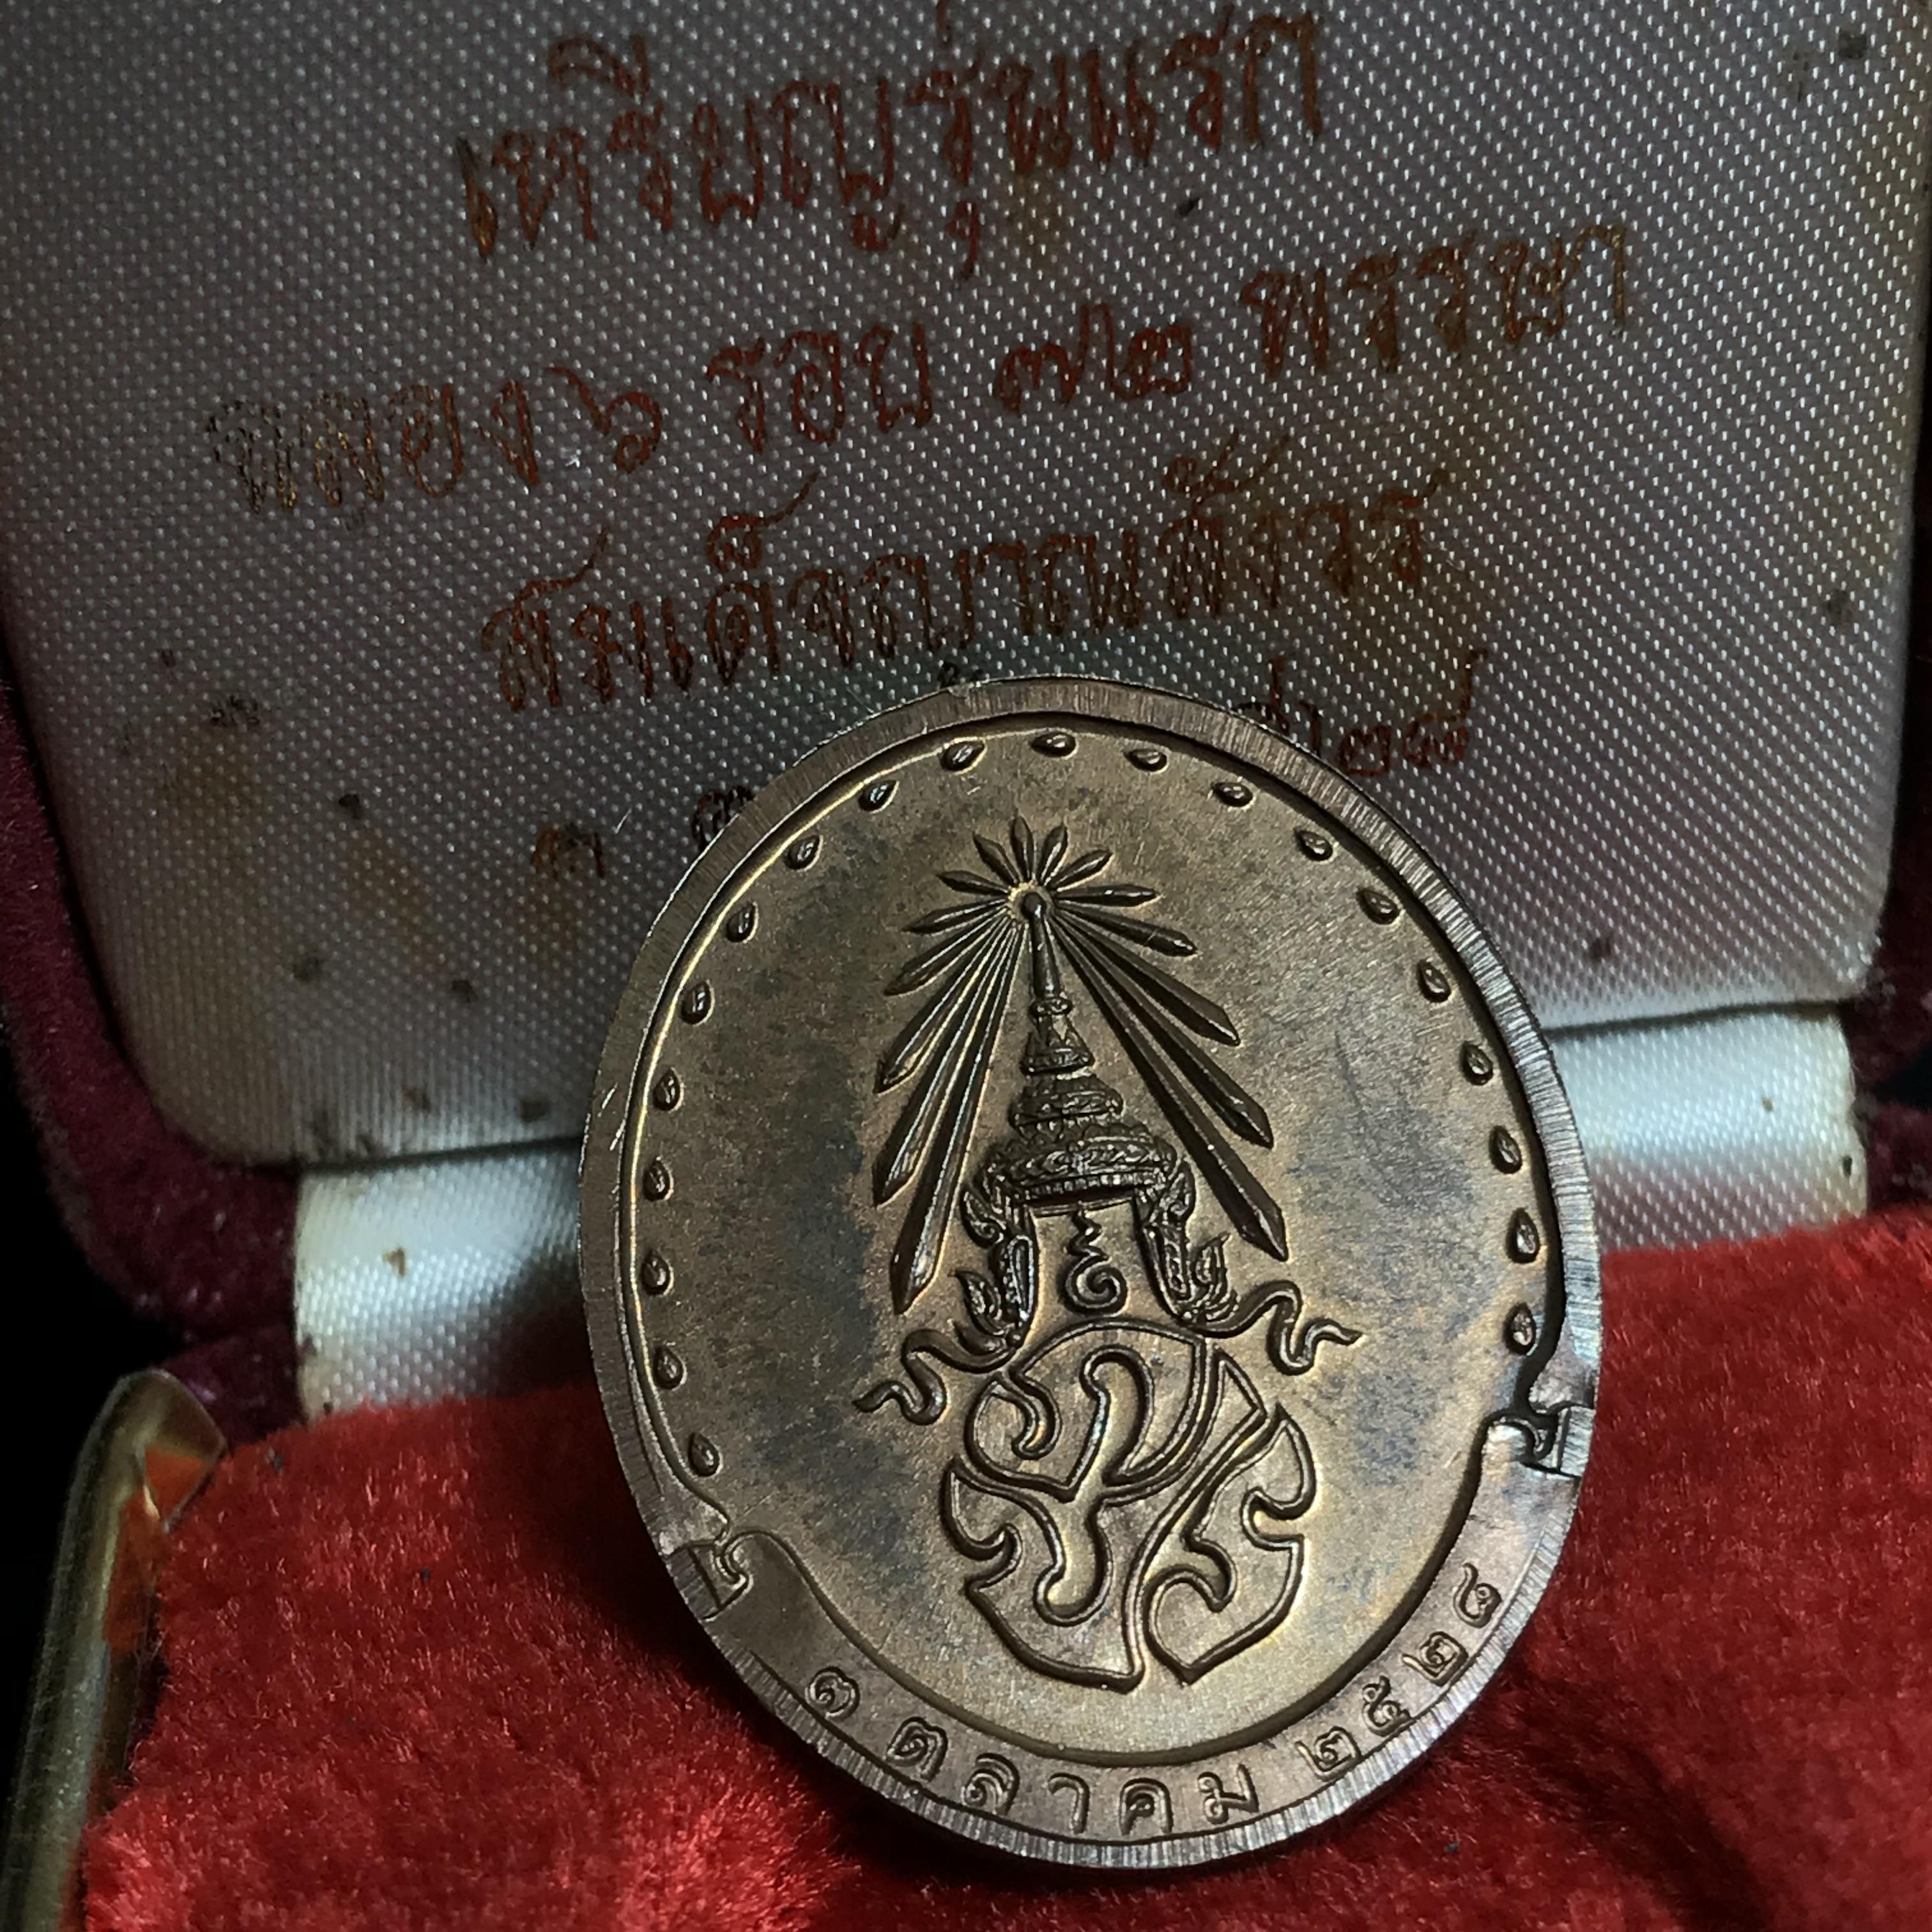 เหรียญรุ่นแรก
ฉลอง ๖ รอบ ๗๒ พรรษา
สมเด็จญาณสังวร
๒๘
๓ ตุลาคม ๒๕๒๘